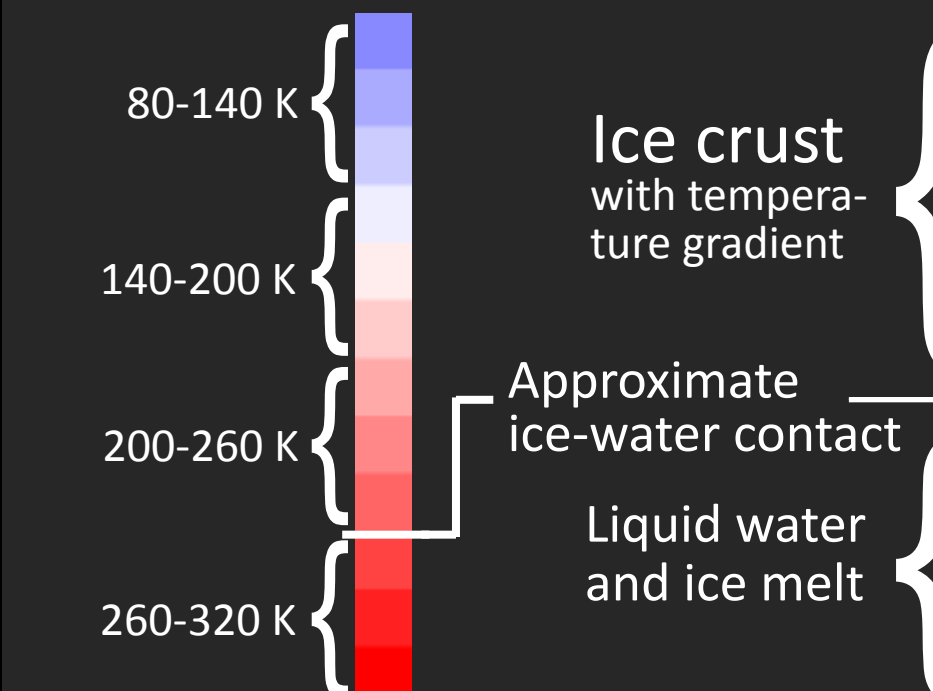 80-140 K
Ice crust
with tempera-
ture gradient
140-200 K
Approximate
ice-water contact
200-260 K
Liquid water
and ice melt
260-320 K